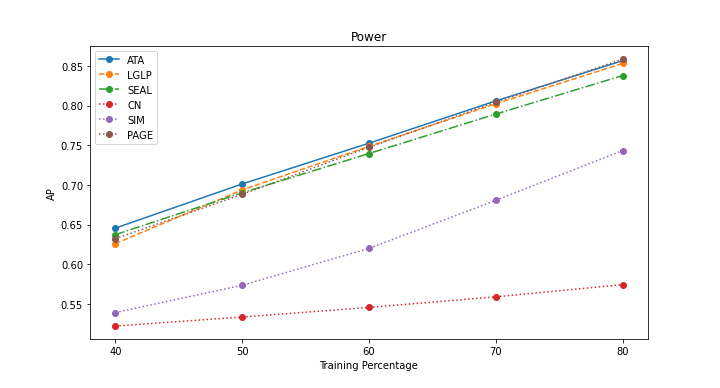 Power
ATA
LGLP
SEAL
CN
SIM
PAGE
AP
0.85
0.80
0.75
0.70
0.65
0.60
0.55
40 50 60 70 80
Training Percentage